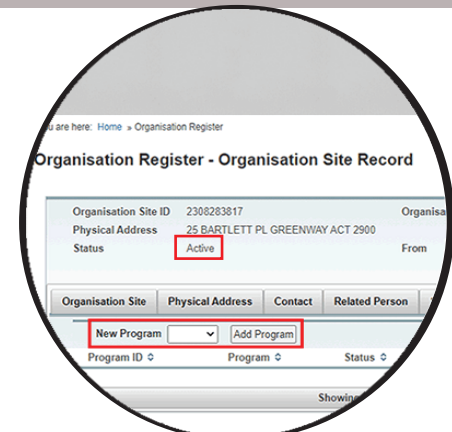 u are here: Home » Organisation Register
Organisation Register - Organisation Site Record
Organisation Site ID 2308283817 Organisa
Physical Address 25 BARTLETT PL GREENWAY ACT 2900
Status Active From
Organisation Site Physical Address Contact Related Person
New Program Add Program
Program ID Program Status
Showing